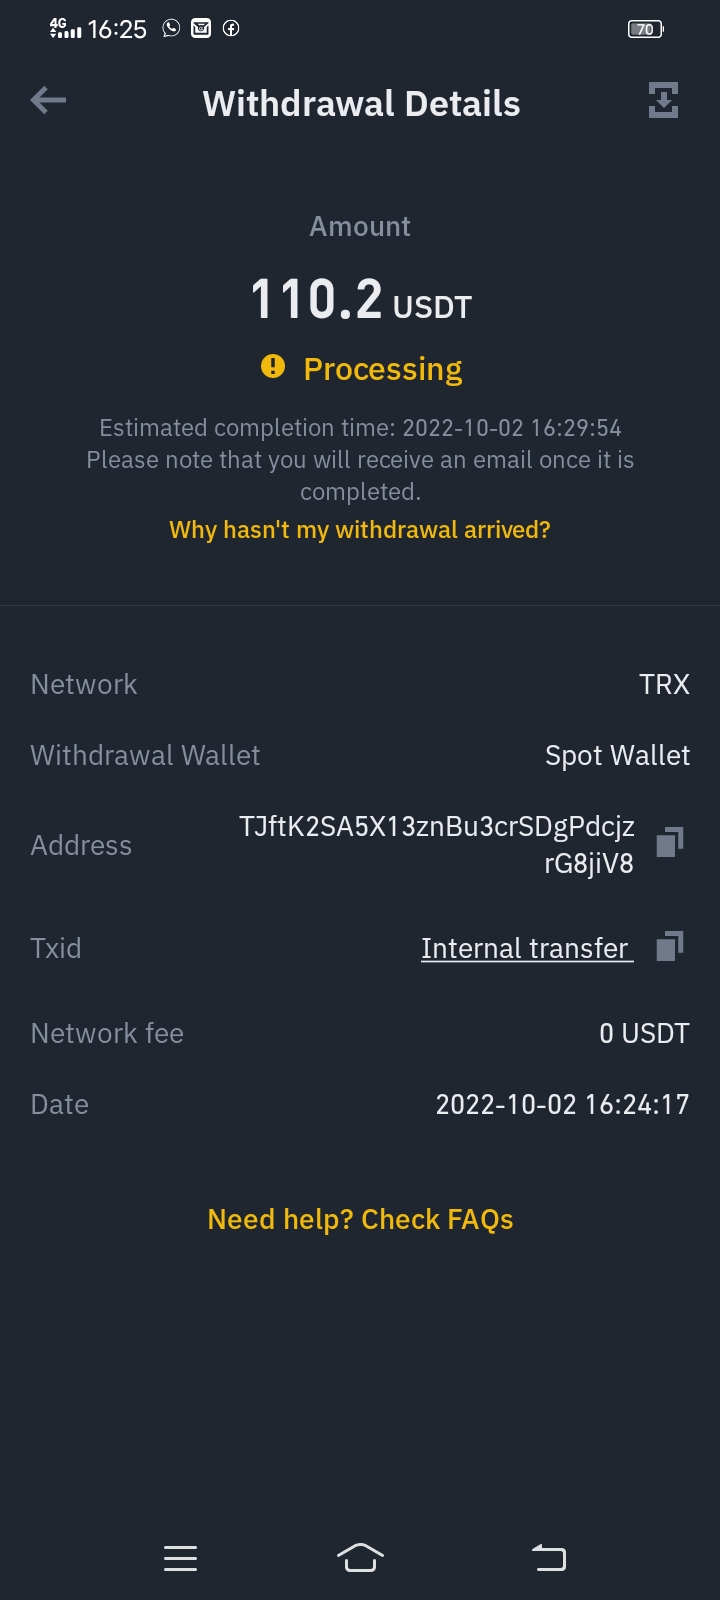 4G 16:25 70
Withdrawal Details
Amount
110.2 USDT
Processing
Estimated completion time: 2022-10-02 16:29:54
Please note that you will receive an email once it is
completed.
Why hasn't my withdrawal arrived?
Network TRX
Withdrawal Wallet Spot Wallet
Address TJftK2SA5X13znBu3crSDgPdcjz
rG8jiV8
Txid Internal transfer
Network fee 0 USDT
Date 2022-10-02 16:24:17
Need help? Check FAQs